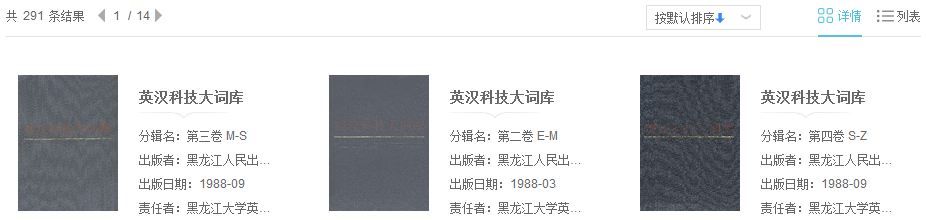 共 291 条结果 1 / 14 按默认排序 详情 列表
英汉科技大词库
分辑名：第三卷 M-S
出版者：黑龙江人民出...
出版日期：1988-09
责任者：黑龙江大学英...
英汉科技大词库
分辑名：第二卷 E-M
出版者：黑龙江人民出...
出版日期：1988-03
责任者：黑龙江大学英...
英汉科技大词库
分辑名：第四卷 S-Z
出版者：黑龙江人民出...
出版日期：1988-09
责任者：黑龙江大学英...